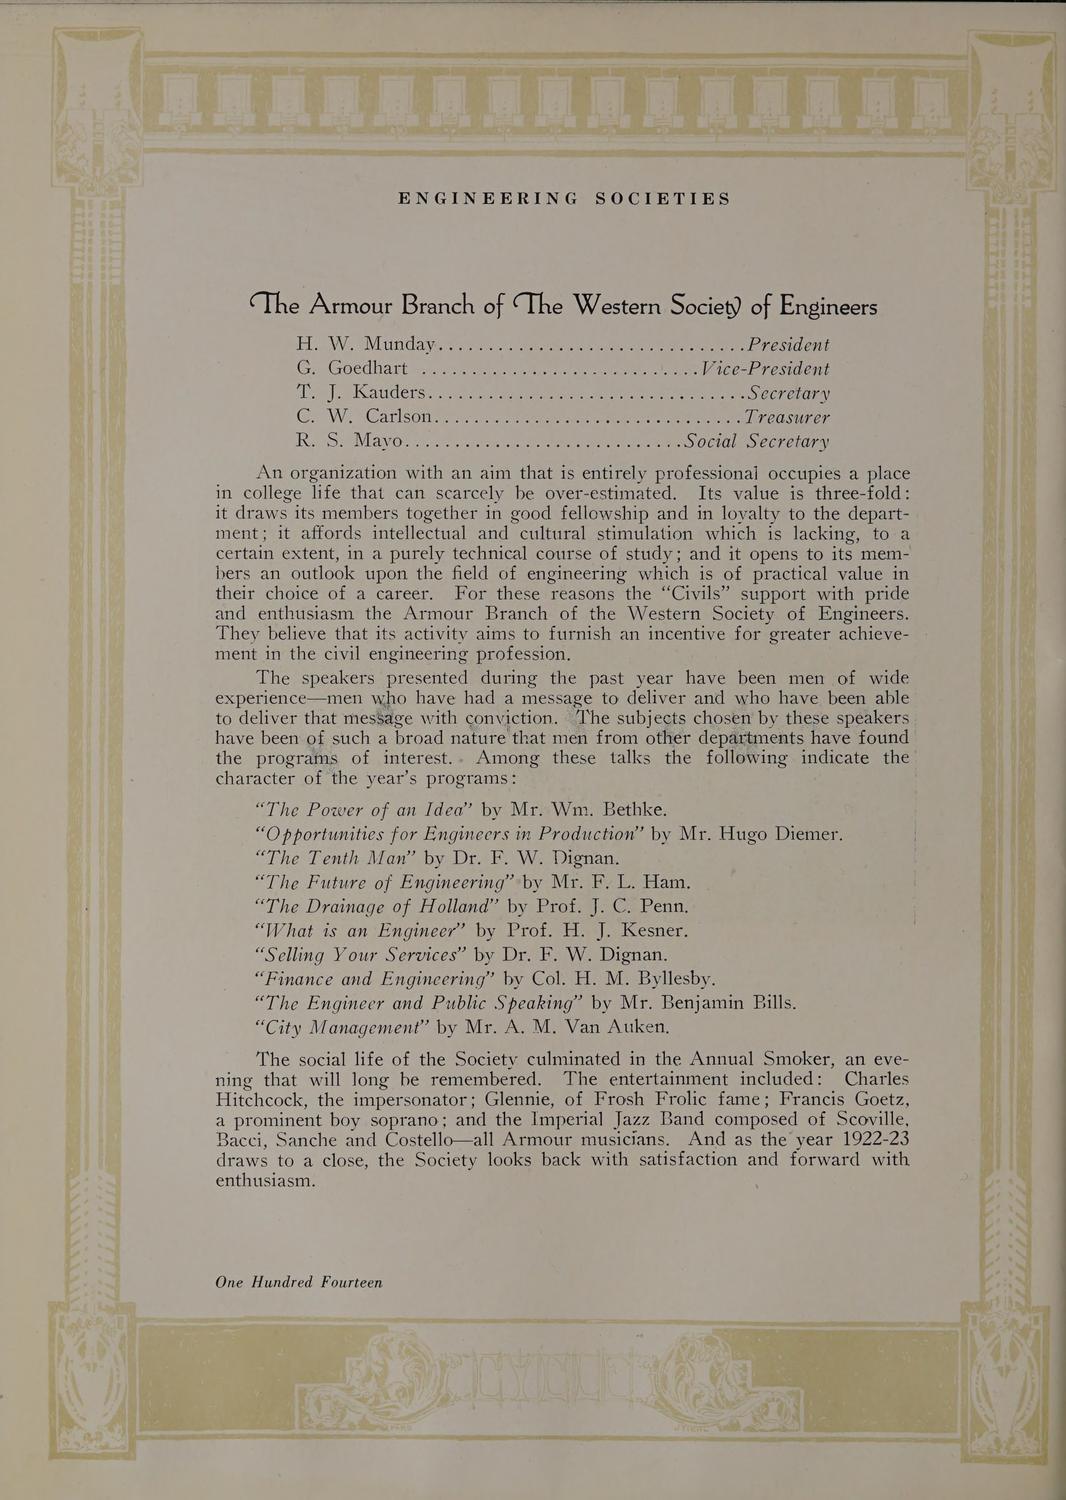 ENGINEERING SOCIETIES
The Armour Branch of The Western Society of Engineers
H. W. Munday................................President
G. Goedhart ............................Vice-President
T. J. Kauders................................Secretary
C. W. Carlson................................Treasurer
R. S. Mayo............................Social Secretary
An organization with an aim that is entirely professional occupies a place
in college life that can scarcely be over-estimated. Its value is three-fold:
it draws its members together in good fellowship and in loyalty to the depart-
ment; it affords intellectual and cultural stimulation which is lacking, to a
certain extent, in a purely technical course of study; and it opens to its mem-
bers an outlook upon the field of engineering which is of practical value in
their choice of a career. For these reasons the “Civils” support with pride
and enthusiasm the Armour Branch of the Western Society of Engineers.
They believe that its activity aims to furnish an incentive for greater achieve-
ment in the civil engineering profession.
The speakers presented during the past year have been men of wide
experience—men who have had a message to deliver and who have been able
to deliver that message with conviction. The subjects chosen by these speakers
have been of such a broad nature that men from other departments have found
the programs of interest. Among these talks the following indicate the
character of the year’s programs:
“The Power of an Idea” by Mr. Wm. Bethke.
“Opportunities for Engineers in Production” by Mr. Hugo Diemer.
“The Tenth Man” by Dr. F. W. Dignan.
“The Future of Engineering” by Mr. F. L. Ham.
“The Drainage of Holland” by Prof. J. C. Penn.
“What is an Engineer” by Prof. H. J. Kesner.
“Selling Your Services” by Dr. F. W. Dignan.
“Finance and Engineering” by Col. H. M. Byllesby.
“The Engineer and Public Speaking” by Mr. Benjamin Bills.
“City Management” by Mr. A. M. Van Auken.
The social life of the Society culminated in the Annual Smoker, an eve-
ning that will long be remembered. The entertainment included: Charles
Hitchcock, the impersonator; Glennie, of Frosh Frolic fame; Francis Goetz,
a prominent boy soprano; and the Imperial Jazz Band composed of Scoville,
Bacci, Sanche and Costello—all Armour musicians. And as the year 1922-23
draws to a close, the Society looks back with satisfaction and forward with
enthusiasm.
One Hundred Fourteen
CYCLE